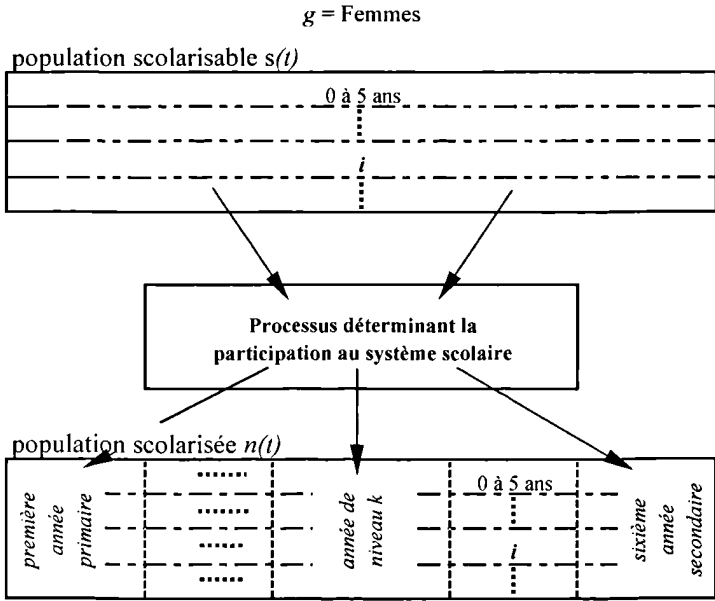 g = Femmes
population scolarisable s(t)
0 à 5 ans
i
Processus déterminant la
participation au système scolaire
population scolarisée n(t)
première
année
primaire
année de
niveau k
0 à 5 ans
i
sixième
année
secondaire